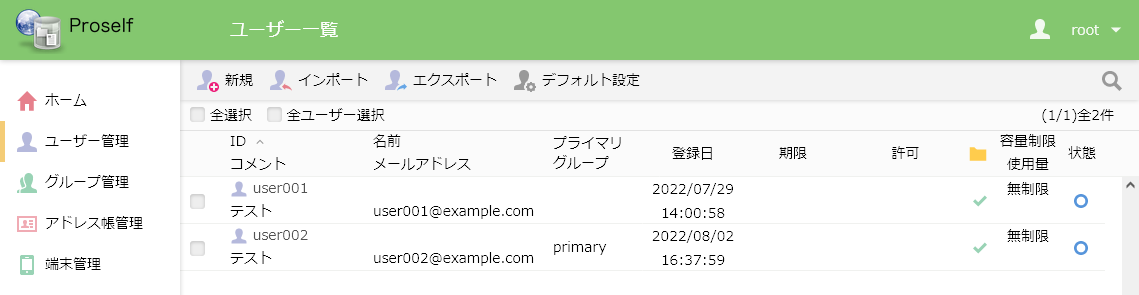 Proself
ユーザー一覧
root
ホーム
ユーザー管理
グループ管理
アドレス帳管理
端末管理
新規 インポート エクスポート デフォルト設定
全選択 全ユーザー選択 (1/1)全2件
ID 名前 プライマリ 登録日 期限 許可 容量制限 状態
コメント メールアドレス グループ 使用量
user001 2022/07/29 無制限
テスト user001@example.com 14:00:58
user002 primary 2022/08/02 無制限
テスト user002@example.com 16:37:59